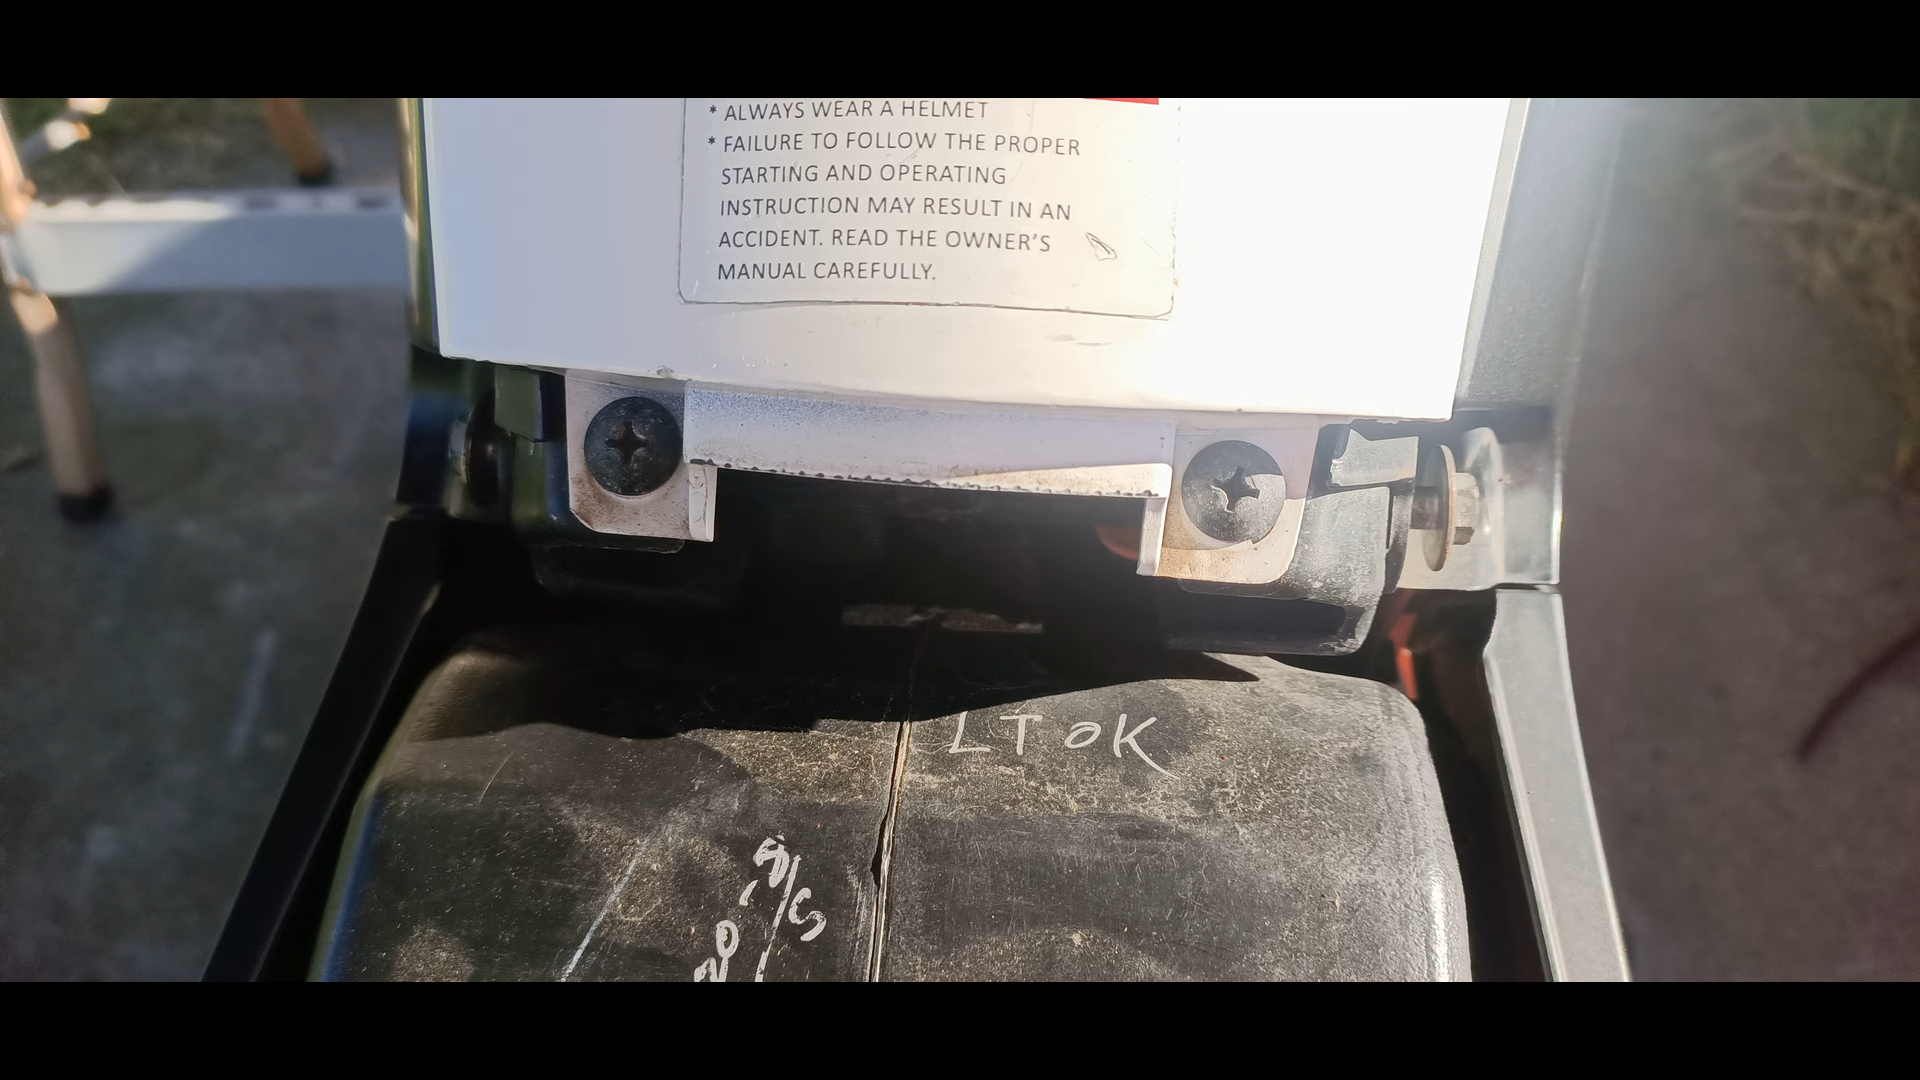 * ALWAYS WEAR A HELMET
* FAILURE TO FOLLOW THE PROPER
STARTING AND OPERATING
INSTRUCTION MAY RESULT IN AN
ACCIDENT. READ THE OWNER'S
MANUAL CAREFULLY.
LT OK